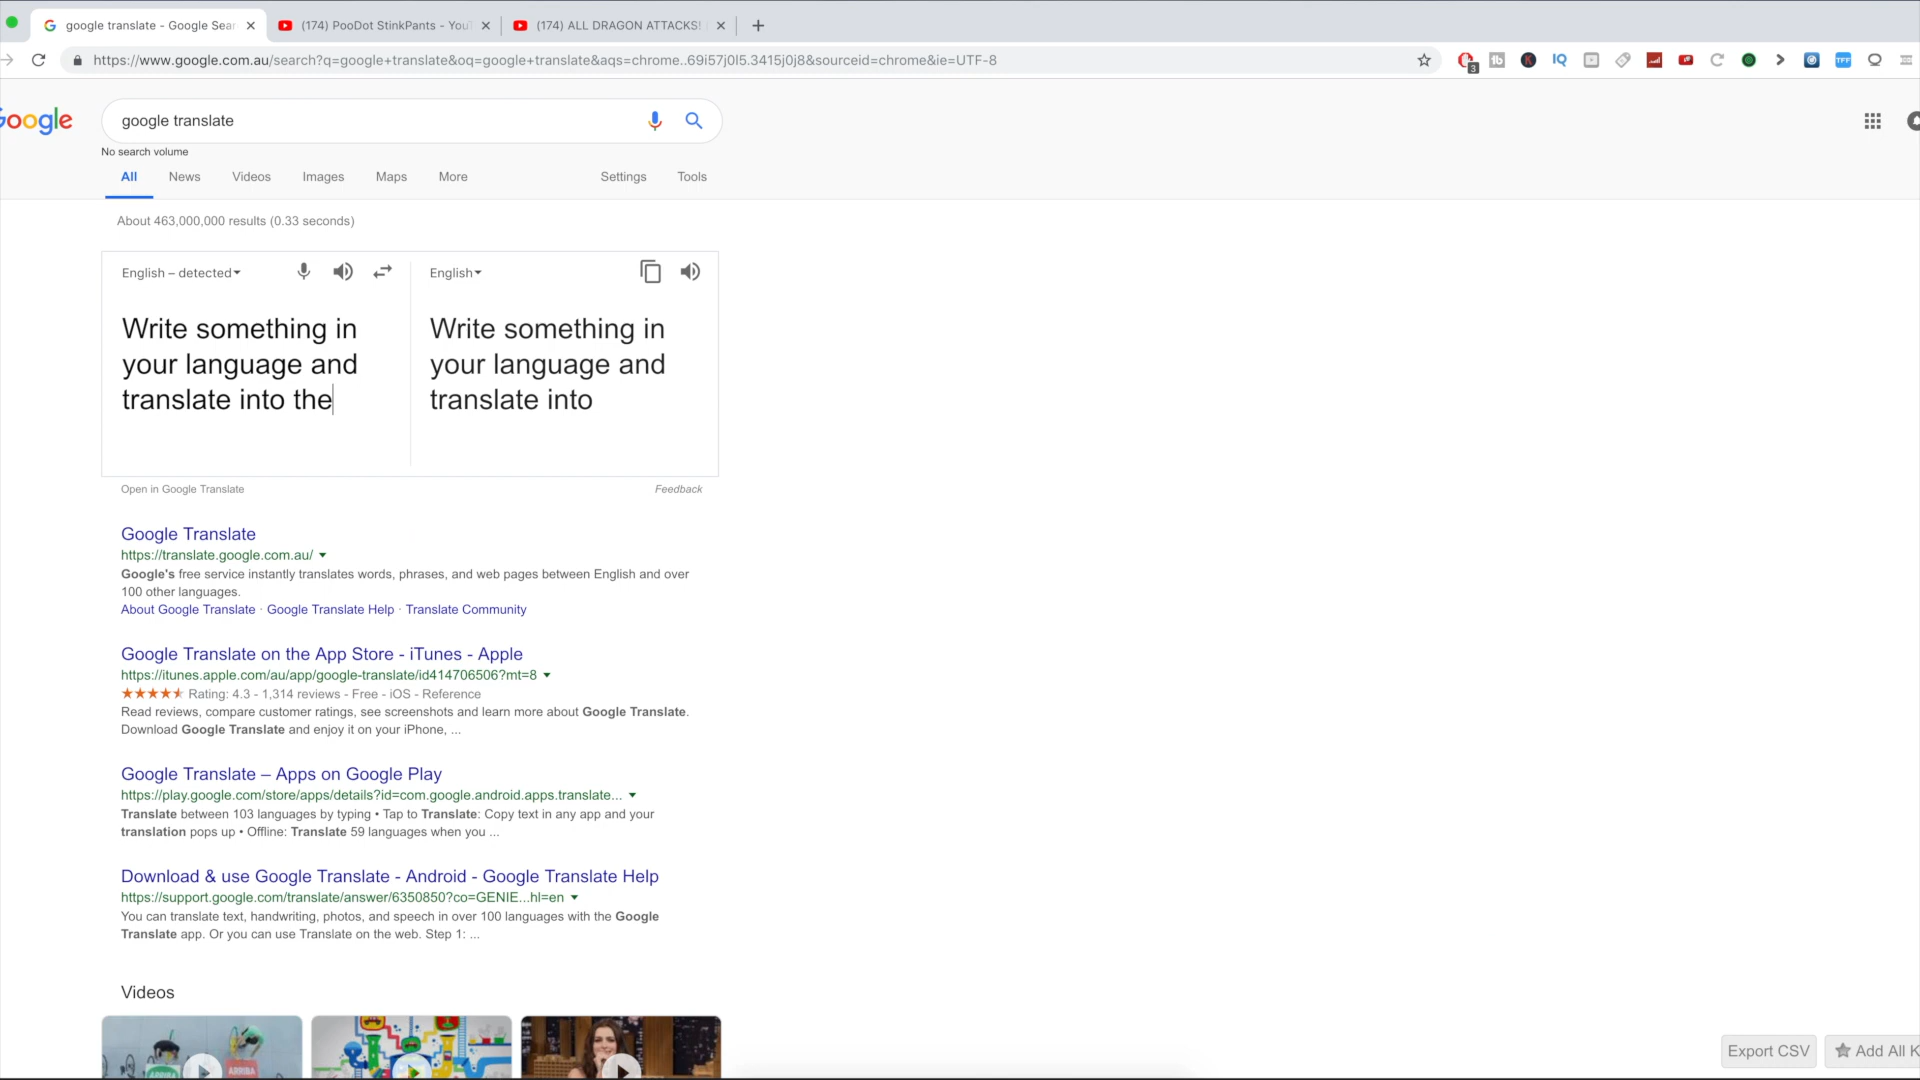 google translate - Google Sear
(174) PooDot StinkPants - You
(174) ALL DRAGON ATTACKS!
https://www.google.com.au/search?q=google+translate&oq=google+translate&aqs=chrome..69i57j0l5.3415j0j8&sourceid=chrome&ie=UTF-8
3
IQ
TFF
Google
google translate
No search volume
All News Videos Images Maps More Settings Tools
About 463,000,000 results (0.33 seconds)
English – detected
English
Write something in
your language and
translate into the
Write something in
your language and
translate into
Open in Google Translate
Feedback
Google Translate
https://translate.google.com.au/
Google's free service instantly translates words, phrases, and web pages between English and over
100 other languages.
About Google Translate · Google Translate Help · Translate Community
Google Translate on the App Store - iTunes - Apple
https://itunes.apple.com/au/app/google-translate/id414706506?mt=8
Rating: 4.3 - 1,314 reviews - Free - iOS - Reference
Read reviews, compare customer ratings, see screenshots and learn more about Google Translate.
Download Google Translate and enjoy it on your iPhone, ...
Google Translate – Apps on Google Play
https://play.google.com/store/apps/details?id=com.google.android.apps.translate...
Translate between 103 languages by typing • Tap to Translate: Copy text in any app and your
translation pops up • Offline: Translate 59 languages when you ...
Download & use Google Translate - Android - Google Translate Help
https://support.google.com/translate/answer/6350850?co=GENIE...hl=en
You can translate text, handwriting, photos, and speech in over 100 languages with the Google
Translate app. Or you can use Translate on the web. Step 1: ...
Videos
ARRIBA
ARRIBA
Export CSV
Add All K